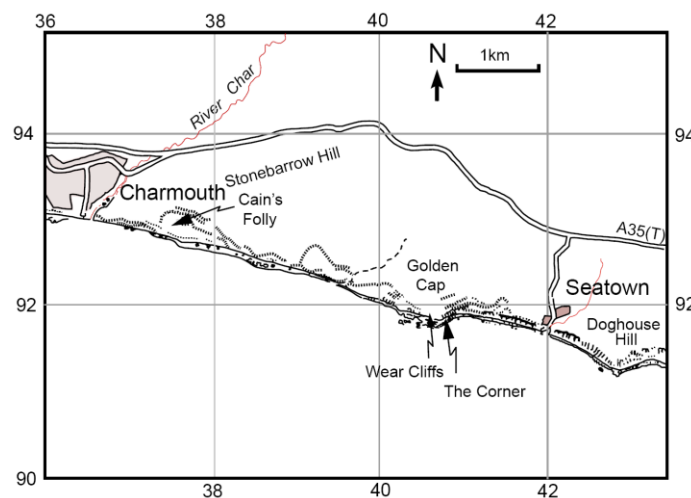 36
38
40
42
N
1km
River Char
94
94
Stonebarrow Hill
Charmouth
Cain's
Folly
A35(T)
Golden
Cap
Seatown
92
92
Doghouse
Hill
Wear Cliffs
The Corner
90
38
40
42